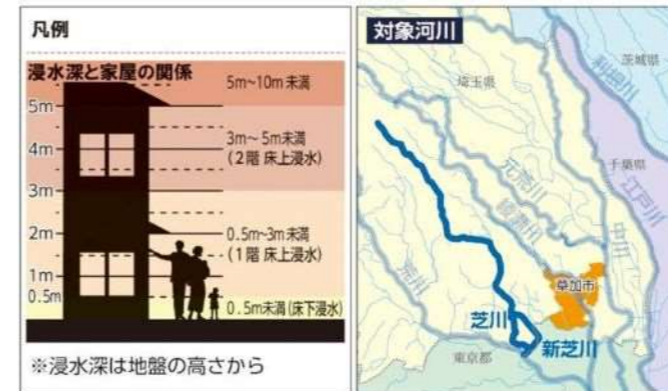 凡例
浸水深と家屋の関係
5m～10m未満
5m
3m～5m未満
(2階 床上浸水)
4m
3m
0.5m～3m未満
(1階 床上浸水)
2m
1m
0.5m
0.5m未満(床下浸水)
※浸水深は地盤の高さから
対象河川
茨城県
利根川
埼玉県
千葉県
江戸川
元荒川
綾瀬川
中川
荒川
草加市
芝川
新芝川
東京都